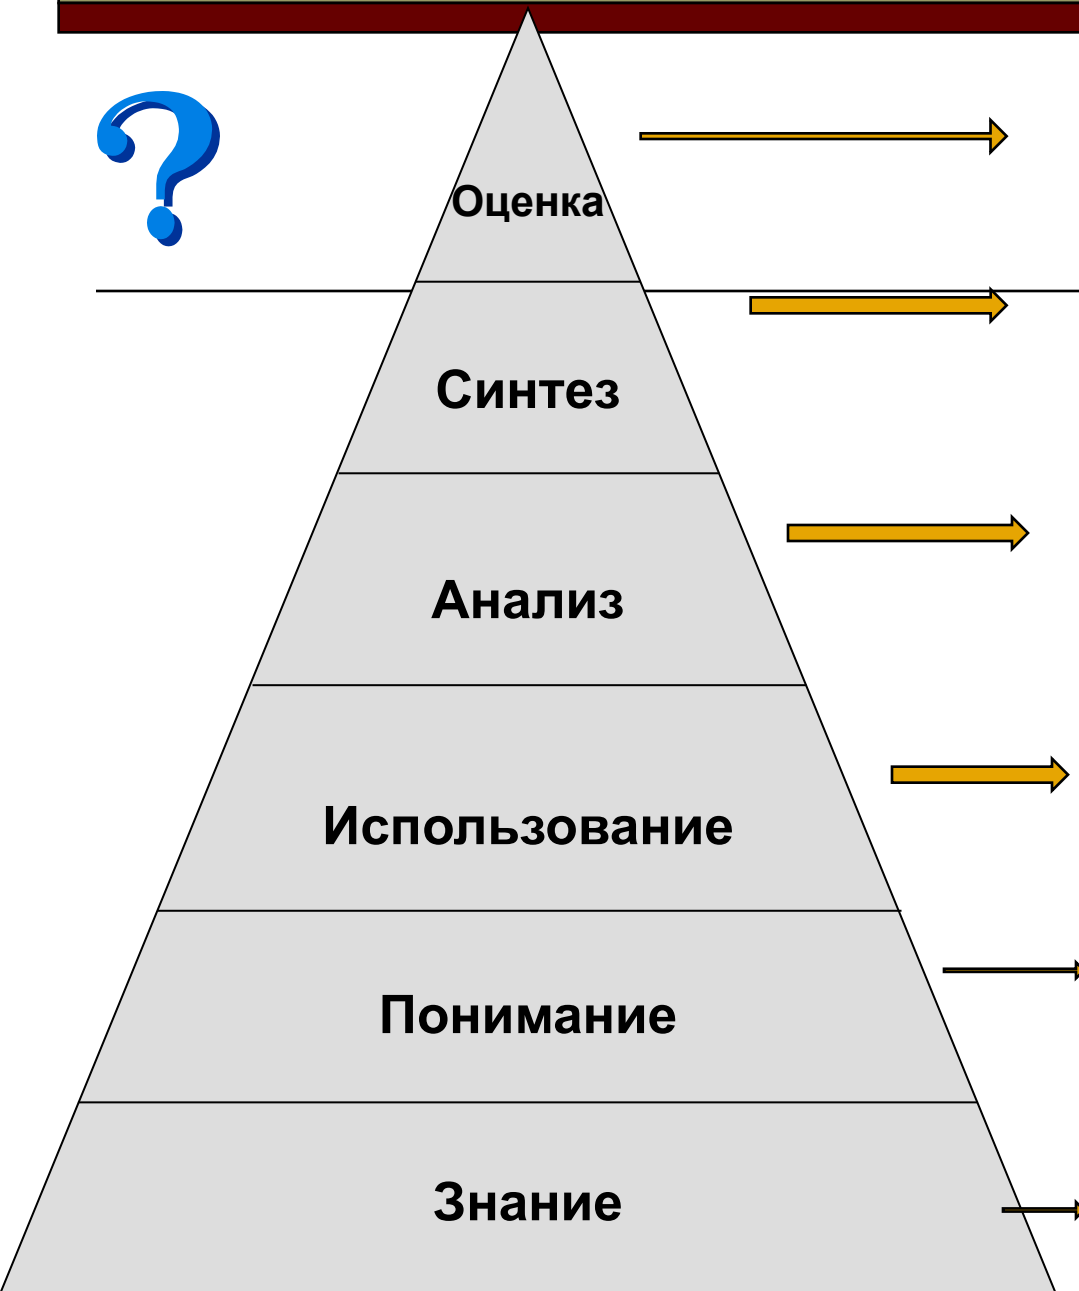 Оценка
Синтез
Анализ
Использование
Понимание
Знание